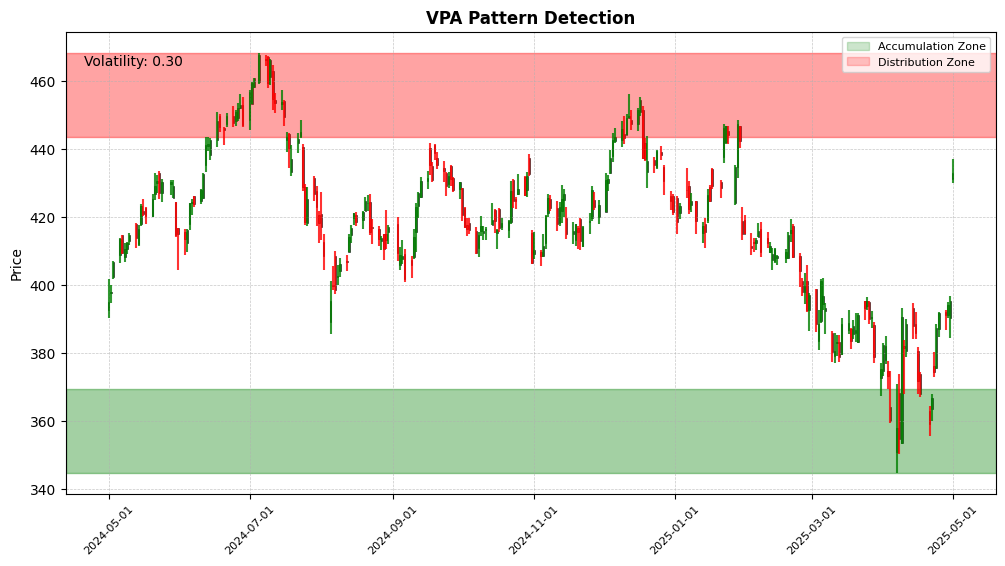 VPA Pattern Detection
Volatility: 0.30
Accumulation Zone
Distribution Zone
Price
460
440
420
400
380
360
340
2024-05-01
2024-07-01
2024-09-01
2024-11-01
2025-01-01
2025-03-01
2025-05-01